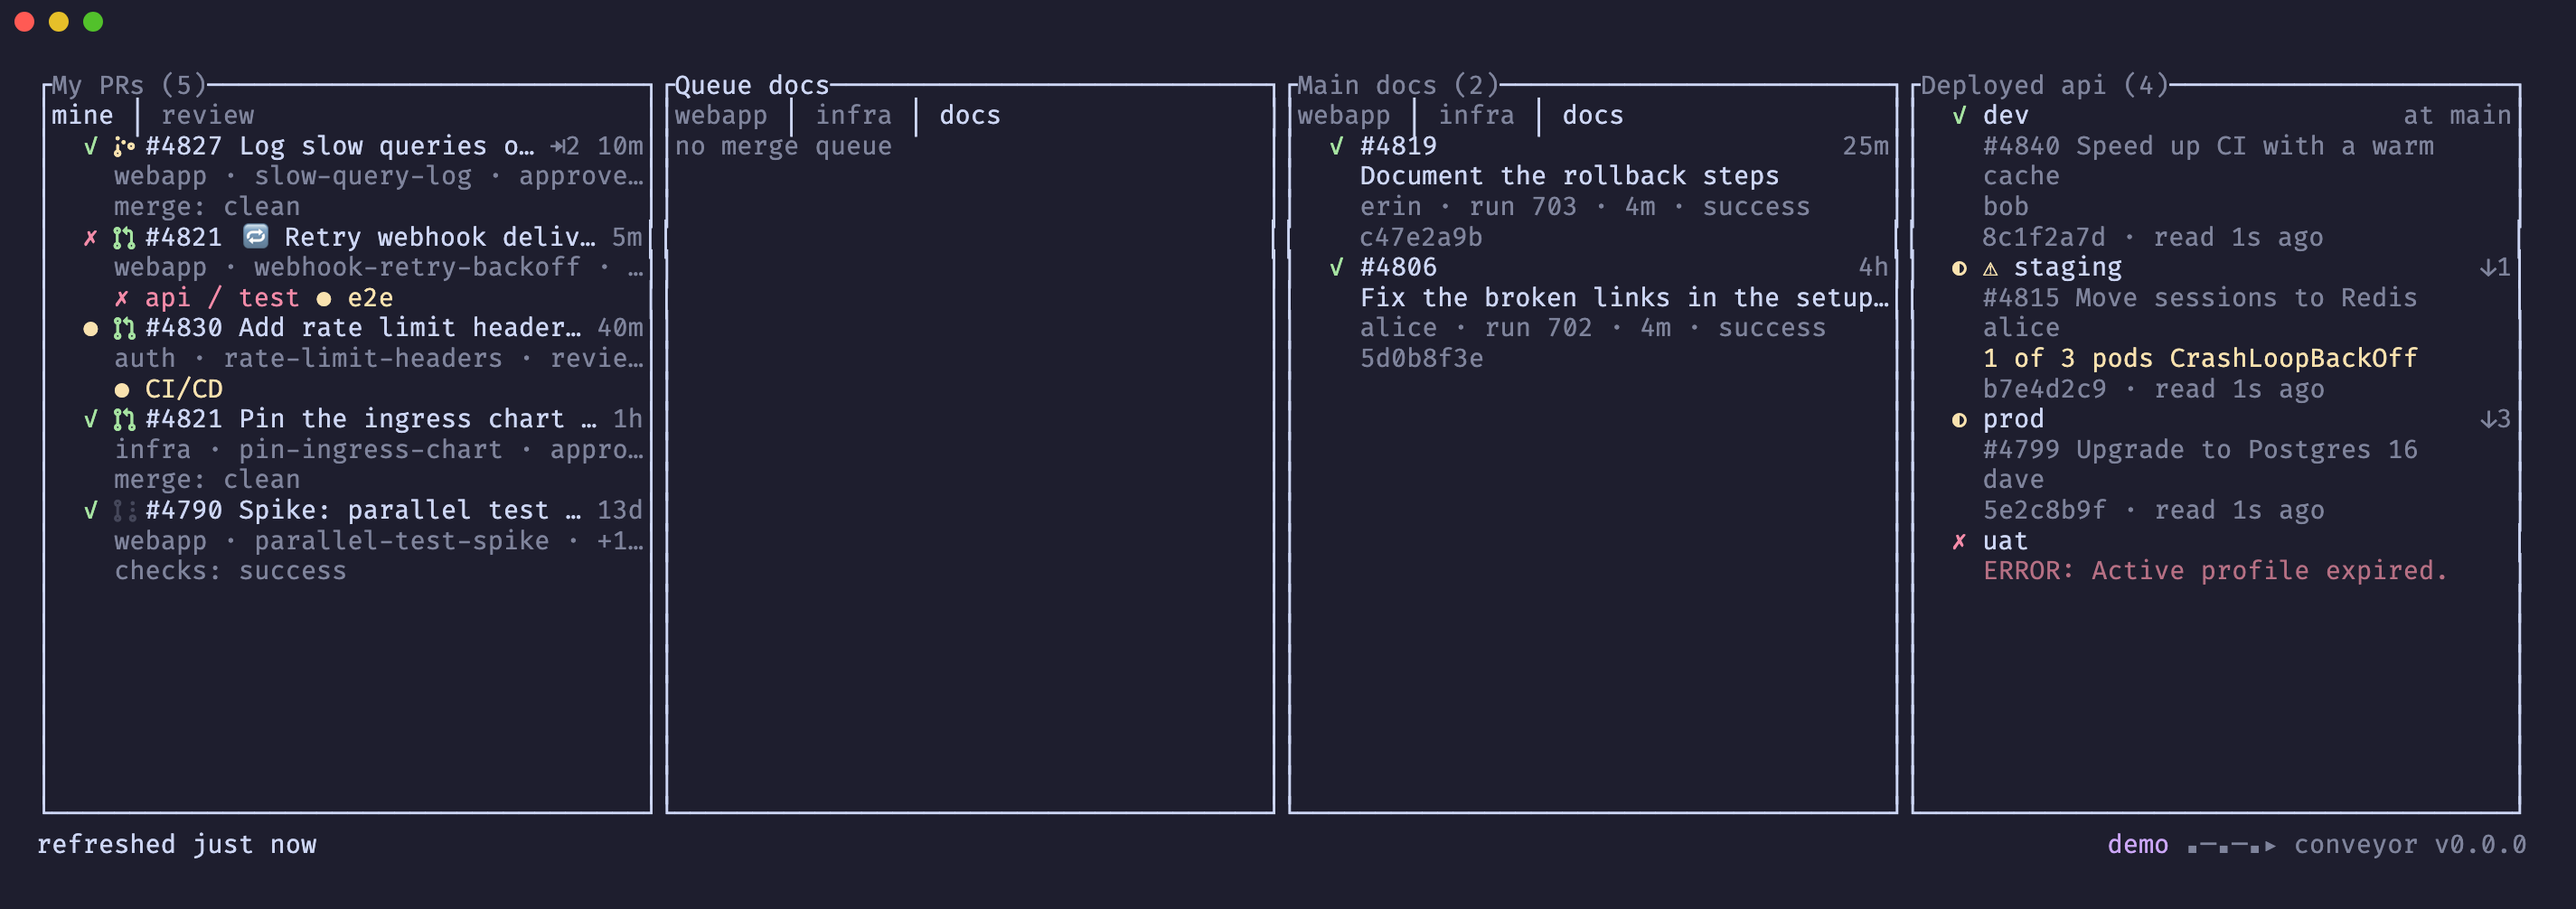 My PRs (5)
mine │ review
✓ #4827 Log slow queries o… ⇥2 10m
webapp · slow-query-log · approve…
merge: clean
✗ #4821 🔁 Retry webhook deliv… 5m
webapp · webhook-retry-backoff · …
✗ api / test ● e2e
● #4830 Add rate limit header… 40m
auth · rate-limit-headers · revie…
● CI/CD
✓ #4821 Pin the ingress chart … 1h
infra · pin-ingress-chart · appro…
merge: clean
✓ #4790 Spike: parallel test … 13d
webapp · parallel-test-spike · +1…
checks: success
Queue docs
webapp │ infra │ docs
no merge queue
Main docs (2)
webapp │ infra │ docs
✓ #4819 25m
Document the rollback steps
erin · run 703 · 4m · success
c47e2a9b
✓ #4806 4h
Fix the broken links in the setup…
alice · run 702 · 4m · success
5d0b8f3e
Deployed api (4)
✓ dev at main
#4840 Speed up CI with a warm
cache
bob
8c1f2a7d · read 1s ago
◐ ⚠ staging ↓1
#4815 Move sessions to Redis
alice
1 of 3 pods CrashLoopBackOff
b7e4d2c9 · read 1s ago
◐ prod ↓3
#4799 Upgrade to Postgres 16
dave
5e2c8b9f · read 1s ago
✗ uat
ERROR: Active profile expired.
refreshed just now
demo ▪─▪─▪▸ conveyor v0.0.0